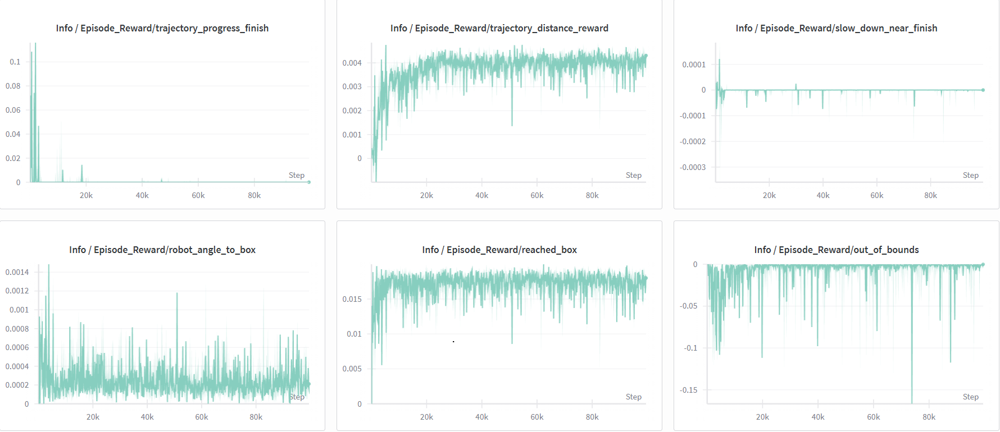 Info / Episode_Reward/trajectory_progress_finish
0.1
0.08
0.06
0.04
0.02
0
Step
20k 40k 60k 80k
Info / Episode_Reward/trajectory_distance_reward
0.004
0.003
0.002
0.001
0
Step
20k 40k 60k 80k
Info / Episode_Reward/slow_down_near_finish
0.0001
0
-0.0001
-0.0002
-0.0003
Step
20k 40k 60k 80k
Info / Episode_Reward/robot_angle_to_box
0.0014
0.0012
0.001
0.0008
0.0006
0.0004
0.0002
0
Step
20k 40k 60k 80k
Info / Episode_Reward/reached_box
0.015
0.01
0.005
0
Step
20k 40k 60k 80k
Info / Episode_Reward/out_of_bounds
0
-0.05
-0.1
-0.15
Step
20k 40k 60k 80k